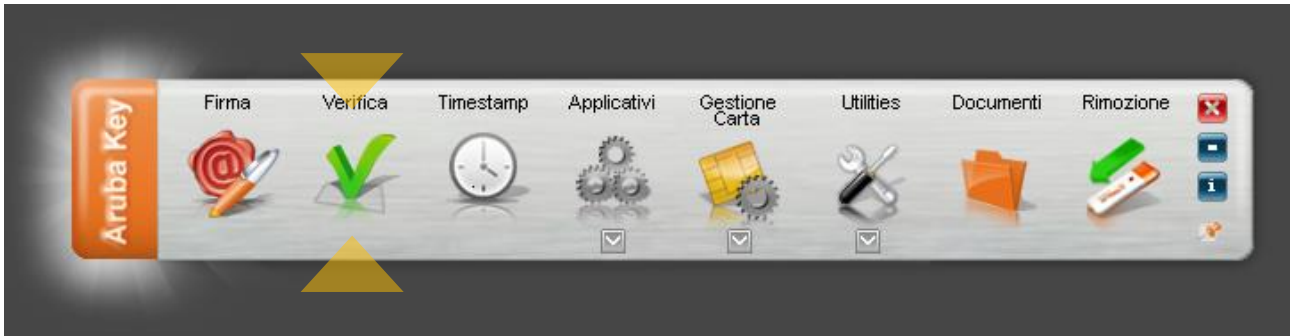 Aruba Key
Firma
Verifica
Timestamp
Applicativi
Gestione
Carta
Utilities
Documenti
Rimozione